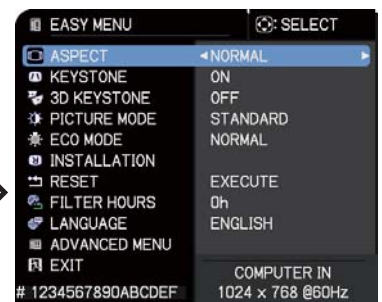 EASY MENU : SELECT
ASPECT NORMAL
KEYSTONE ON
3D KEYSTONE OFF
PICTURE MODE STANDARD
ECO MODE NORMAL
INSTALLATION
RESET EXECUTE
FILTER HOURS 0h
LANGUAGE ENGLISH
ADVANCED MENU
EXIT
COMPUTER IN
# 1234567890ABCDEF 1024 x 768 @60Hz